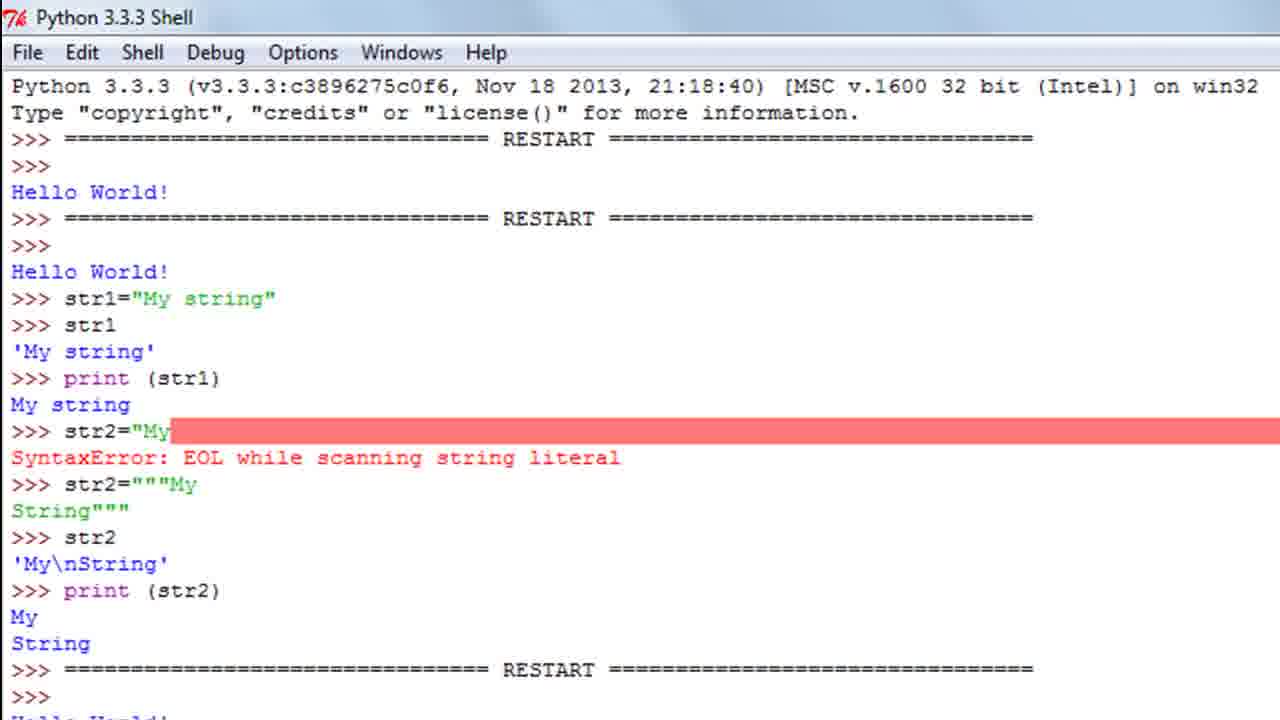 Python 3.3.3 Shell
File Edit Shell Debug Options Windows Help
Python 3.3.3 (v3.3.3:c3896275c0f6, Nov 18 2013, 21:18:40) [MSC v.1600 32 bit (Intel)] on win32
Type "copyright", "credits" or "license()" for more information.
>>> ================================ RESTART ================================
>>>
Hello World!
>>> ================================ RESTART ================================
>>>
Hello World!
>>> str1="My string"
>>> str1
'My string'
>>> print (str1)
My string
>>> str2="My
SyntaxError: EOL while scanning string literal
>>> str2="""My
String"""
>>> str2
'My\nString'
>>> print (str2)
My
String
>>> ================================ RESTART ================================
>>>
Hello World!